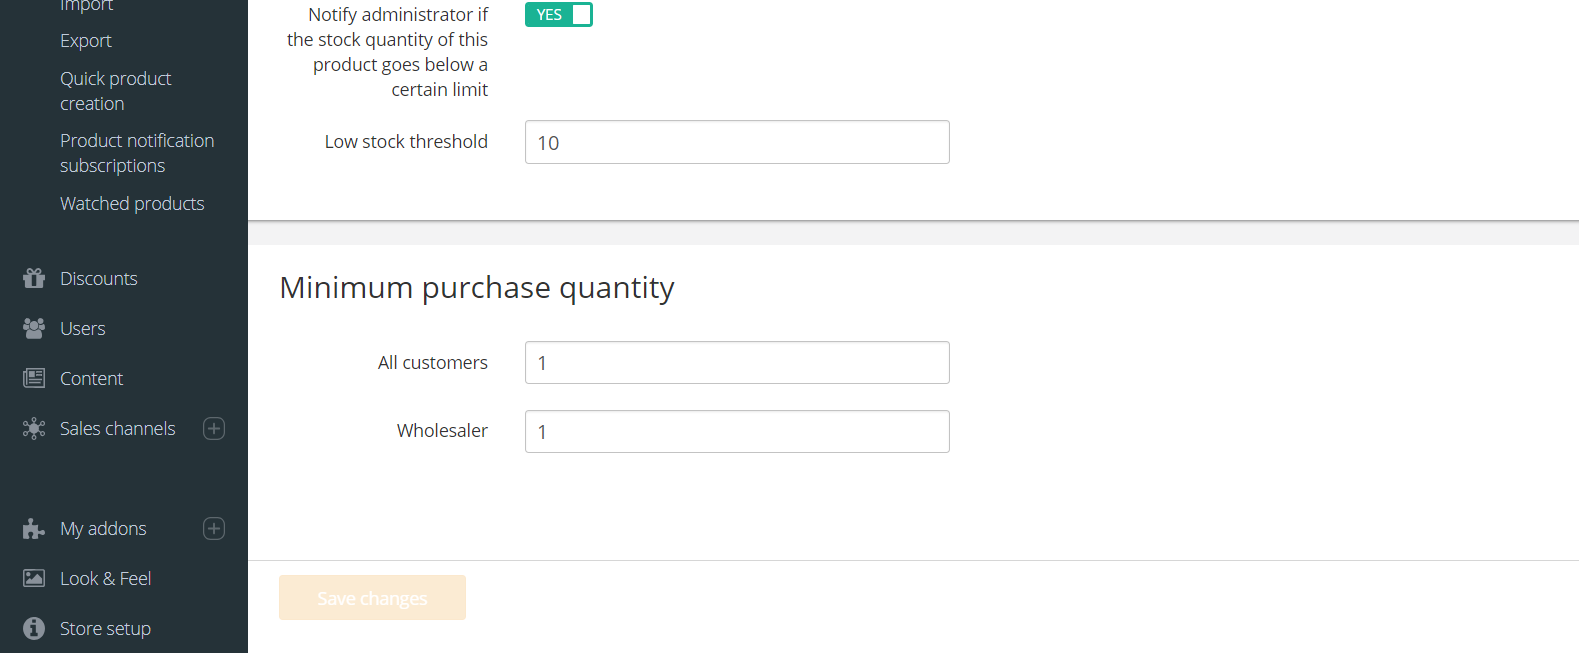 Import
Export
Quick product
creation
Product notification
subscriptions
Watched products
Discounts
Users
Content
Sales channels
My addons
Look & Feel
Store setup
Notify administrator if
the stock quantity of this
product goes below a
certain limit
YES
Low stock threshold
10
Minimum purchase quantity
All customers
1
Wholesaler
1
Save changes